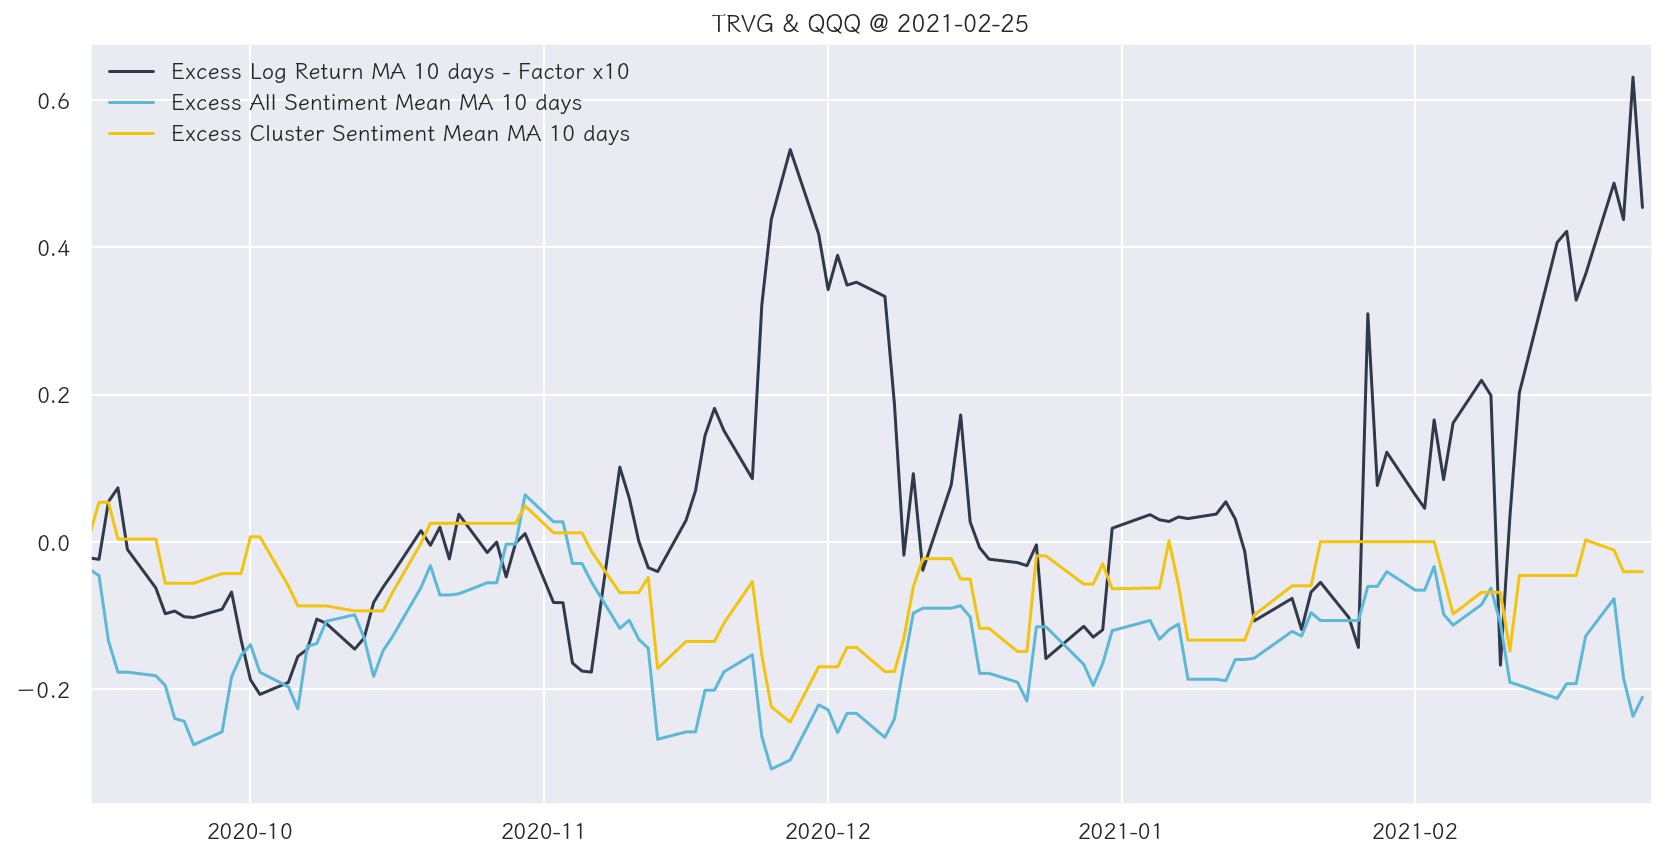 TRVG & QQQ @ 2021-02-25
Excess Log Return MA 10 days - Factor x10
Excess All Sentiment Mean MA 10 days
Excess Cluster Sentiment Mean MA 10 days
0.6
0.4
0.2
0.0
−0.2
2020-10 2020-11 2020-12 2021-01 2021-02